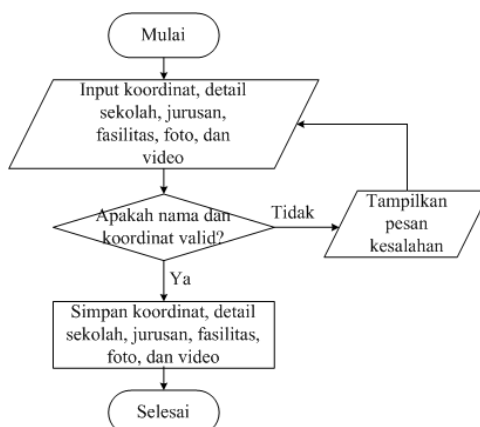 Mulai
Input koordinat, detail
sekolah, jurusan,
fasilitas, foto, dan
video
Apakah nama dan
koordinat valid?
Tidak
Tampilkan
pesan
kesalahan
Ya
Simpan koordinat, detail
sekolah, jurusan, fasilitas,
foto, dan video
Selesai